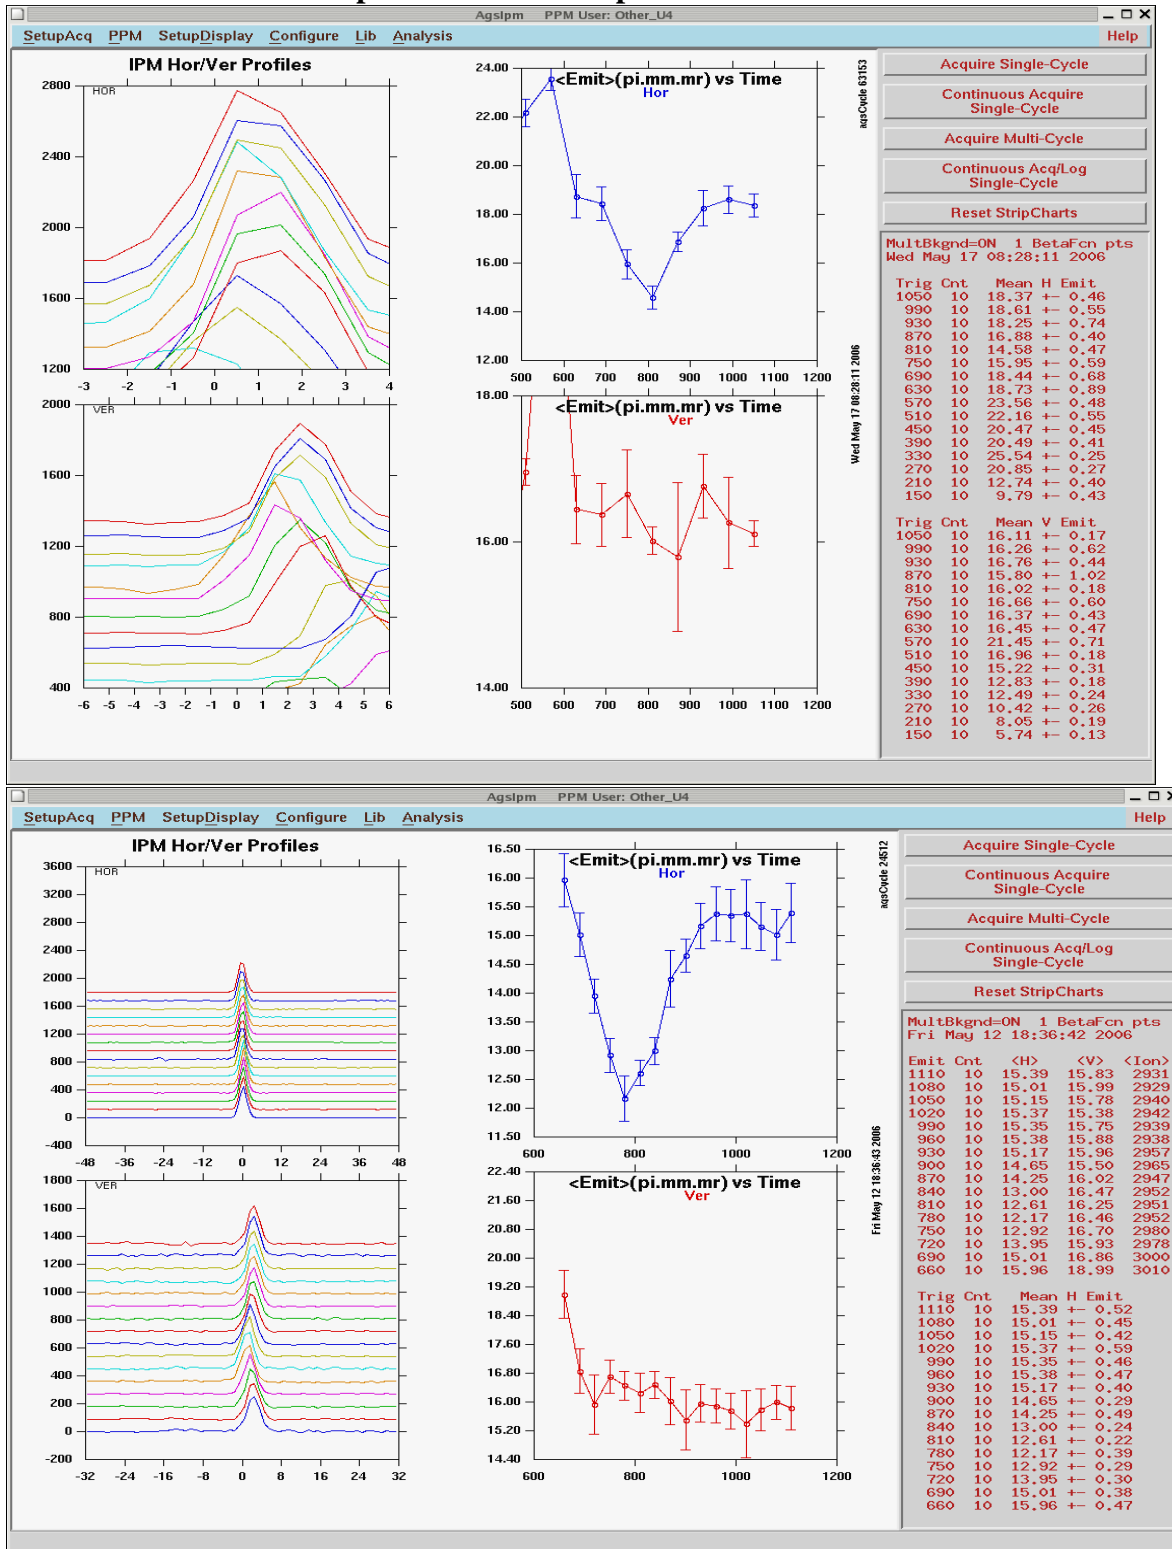 AgsIpm PPM User: Other_U4
SetupAcq PPM SetupDisplay Configure Lib Analysis Help
IPM Hor/Ver Profiles
HOR
2800
2400
2000
1600
1200
-3 -1 0 1 3 4
VER
2000
1600
1200
800
400
-6 -5 -4 -3 -2 -1 0 1 2 3 4 5 6
<Emit>(pi.mm.mr) vs Time
Hor
24.00
22.00
20.00
18.00
16.00
14.00
12.00
500 600 700 800 900 1000 1100 1200
<Emit>(pi.mm.mr) vs Time
Ver
18.00
16.00
14.00
500 600 700 800 900 1000 1100 1200
agsCycle 63153
Wed May 17 08:28:11 2006
Acquire Single-Cycle
Continuous Acquire
Single-Cycle
Acquire Multi-Cycle
Continuous Acq/Log
Single-Cycle
Reset StripCharts
MultBkgnd=ON 1 BetaFcn pts
Wed May 17 08:28:11 2006
Trig Cnt Mean H Emit
1050 10 18.37 +- 0.46
990 10 18.61 +- 0.55
930 10 18.25 +- 0.74
870 10 16.88 +- 0.40
810 10 14.58 +- 0.47
750 10 15.95 +- 0.59
690 10 18.44 +- 0.68
630 10 18.73 +- 0.89
570 10 23.56 +- 0.48
510 10 22.16 +- 0.55
450 10 20.47 +- 0.45
390 10 20.49 +- 0.41
330 10 25.54 +- 0.25
270 10 20.85 +- 0.27
210 10 12.74 +- 0.40
150 10 9.79 +- 0.43
Trig Cnt Mean V Emit
1050 10 16.11 +- 0.17
990 10 16.26 +- 0.62
930 10 16.76 +- 0.44
870 10 15.80 +- 1.02
810 10 16.02 +- 0.18
750 10 16.66 +- 0.60
690 10 16.37 +- 0.43
630 10 16.45 +- 0.47
570 10 21.45 +- 0.71
510 10 16.96 +- 0.18
450 10 15.22 +- 0.31
390 10 12.83 +- 0.18
330 10 12.49 +- 0.24
270 10 10.42 +- 0.26
210 10 8.05 +- 0.19
150 10 5.74 +- 0.13
AgsIpm PPM User: Other_U4
SetupAcq PPM SetupDisplay Configure Lib Analysis Help
IPM Hor/Ver Profiles
HOR
3600
3200
2800
2400
2000
1600
1200
800
400
0
-400
-48 -36 -24 -12 0 12 24 36 48
VER
1800
1600
1400
1200
1000
800
600
400
200
0
-200
-32 -24 -16 -8 0 8 16 24 32
<Emit>(pi.mm.mr) vs Time
Hor
16.50
16.00
15.50
15.00
14.50
14.00
13.50
13.00
12.50
12.00
11.50
600 800 1000 1200
<Emit>(pi.mm.mr) vs Time
Ver
22.40
21.60
20.80
20.00
19.20
18.40
17.60
16.80
16.00
15.20
14.40
600 800 1000 1200
agsCycle 24512
Fri May 12 18:36:43 2006
Acquire Single-Cycle
Continuous Acquire
Single-Cycle
Acquire Multi-Cycle
Continuous Acq/Log
Single-Cycle
Reset StripCharts
MultBkgnd=ON 1 BetaFcn pts
Fri May 12 18:36:42 2006
Emit Cnt <H> <V> <Ion>
1110 10 15.39 15.83 2931
1080 10 15.01 15.99 2929
1050 10 15.15 15.78 2940
1020 10 15.37 15.38 2942
990 10 15.35 15.75 2939
960 10 15.38 15.88 2938
930 10 15.17 15.96 2957
900 10 14.65 15.50 2965
870 10 14.25 16.02 2947
840 10 13.00 16.47 2952
810 10 12.61 16.25 2951
780 10 12.17 16.46 2952
750 10 12.92 16.70 2980
720 10 13.95 15.93 2978
690 10 15.01 16.86 3000
660 10 15.96 18.99 3010
Trig Cnt Mean H Emit
1110 10 15.39 +- 0.52
1080 10 15.01 +- 0.45
1050 10 15.15 +- 0.42
1020 10 15.37 +- 0.59
990 10 15.35 +- 0.46
960 10 15.38 +- 0.47
930 10 15.17 +- 0.40
900 10 14.65 +- 0.29
870 10 14.25 +- 0.49
840 10 13.00 +- 0.24
810 10 12.61 +- 0.22
780 10 12.17 +- 0.39
750 10 12.92 +- 0.29
720 10 13.95 +- 0.30
690 10 15.01 +- 0.38
660 10 15.96 +- 0.47